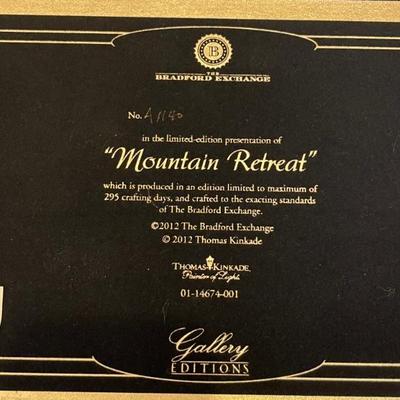 B
THE
BRADFORD EXCHANGE
No.
in the limited-edition presentation of
"Mountain Retreat"
which is produced in an edition limited to maximum of
295 crafting days, and crafted to the exacting standards
of The Bradford Exchange.
©2012 The Bradford Exchange
© 2012 Thomas Kinkade
THOMAS KINKADE
Painter of Light
01-14674-001
Gallery
EDITIONS